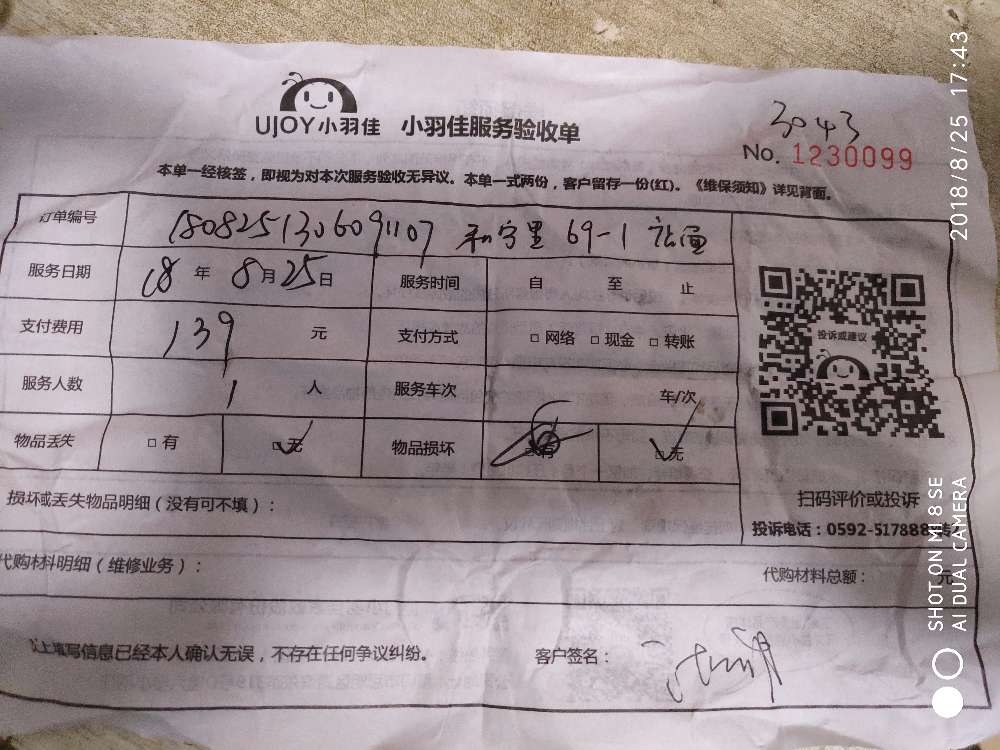 UJOY小羽佳 小羽佳服务验收单
3043
No. 1230099
本单一经核签，即视为对本次服务验收无异议。本单一式两份，客户留存一份(红)。《维保须知》详见背面。
订单编号 1808251306091107 69-1 店面
服务日期 18 年 8 月 25 日 服务时间 自 至 止
支付费用 139 元 支付方式 □ 网络 □ 现金 □ 转账
服务人数 1 人 服务车次 车/次
物品丢失 □ 有 □ 无 物品损坏 □ 有 □ 无
投诉或建议
扫码评价或投诉
投诉电话：0592-517888
损坏或丢失物品明细（没有可不填）：
代购材料明细（维修业务）：
代购材料总额： 元
以上填写信息已经本人确认无误，不存在任何争议纠纷。 客户签名：
2018/8/25 17:43
SHOT ON MI 8 SE
AI DUAL CAMERA